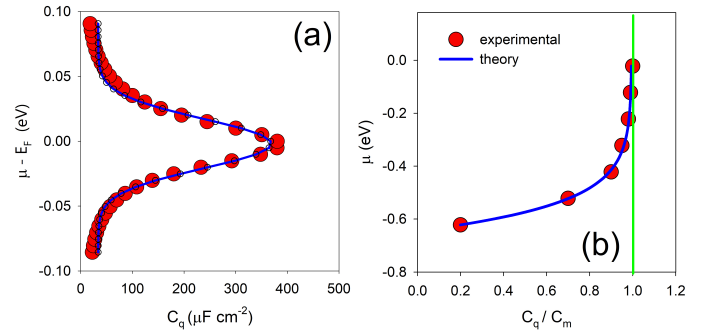 (a)
0.10
0.05
0.00
-0.05
-0.10
μ - E_F (eV)
0 100 200 300 400 500
C_q (μF cm⁻²)
experimental
theory
0.0
-0.2
-0.4
-0.6
-0.8
μ (eV)
(b)
0.0 0.2 0.4 0.6 0.8 1.0 1.2
C_q / C_m